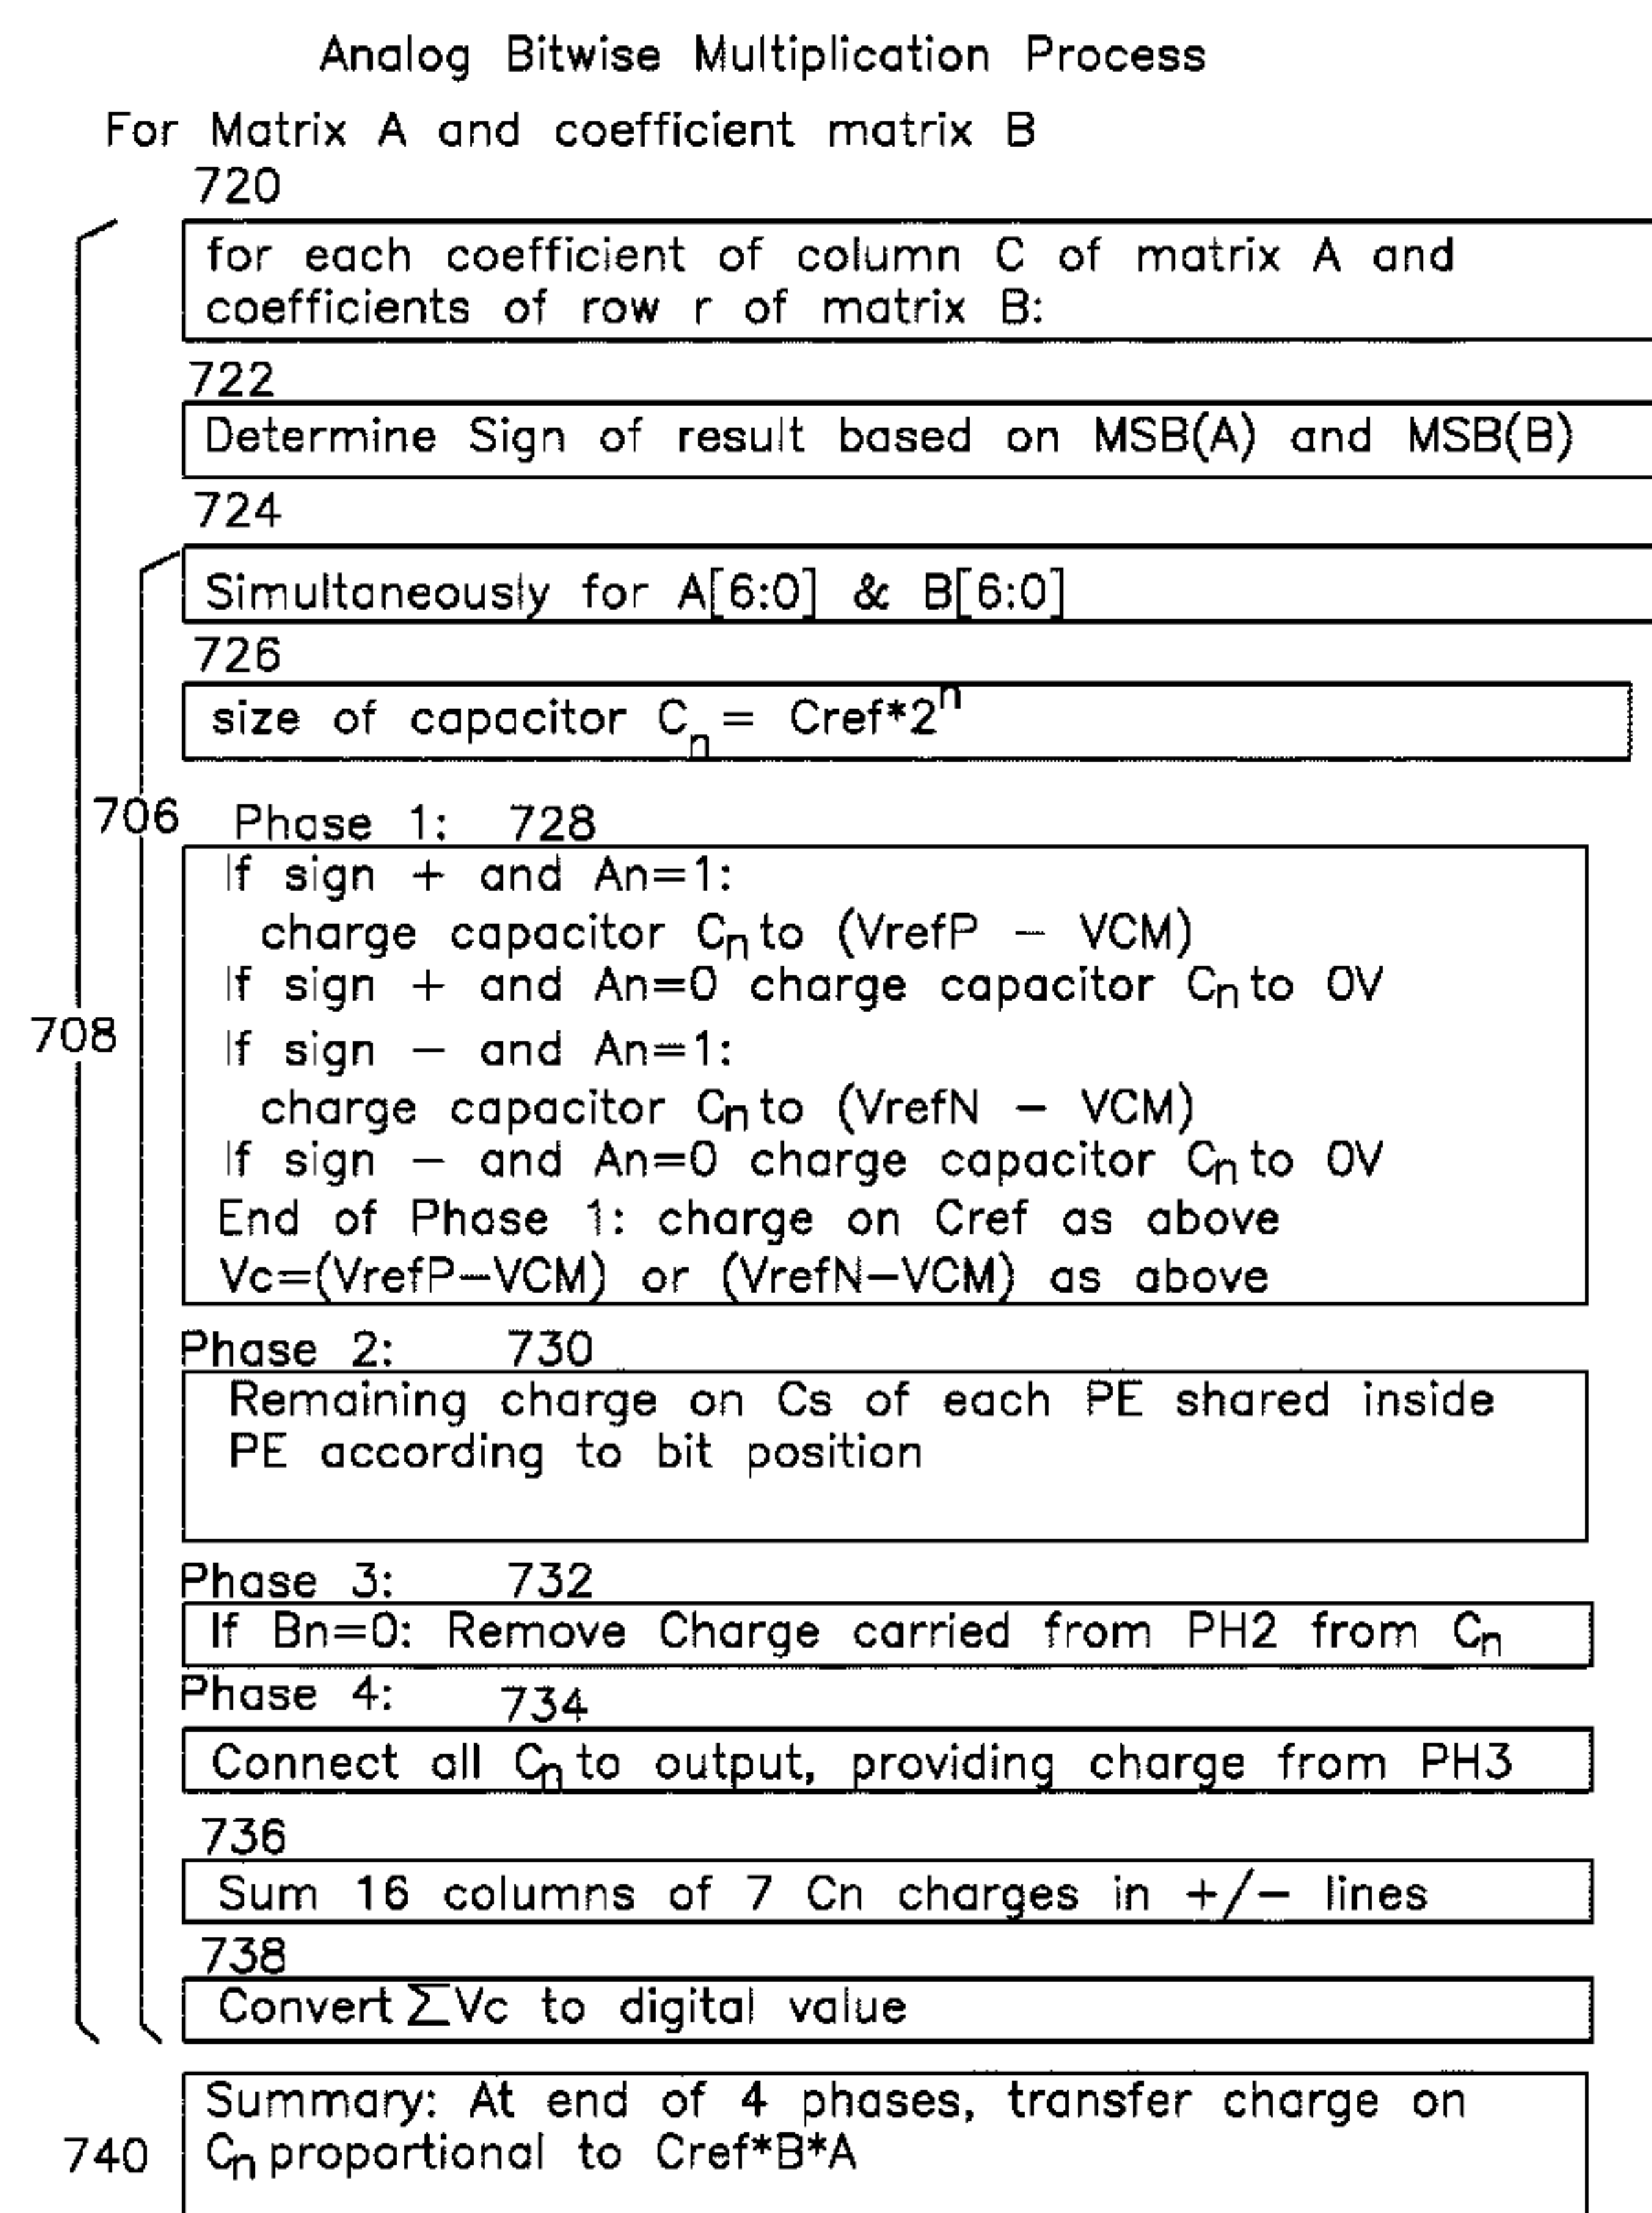 Analog Bitwise Multiplication Process
For Matrix A and coefficient matrix B
720
for each coefficient of column C of matrix A and
coefficients of row r of matrix B:
722
Determine Sign of result based on MSB(A) and MSB(B)
724
Simultaneously for A[6:0] & B[6:0]
726
size of capacitor Cn = Cref*2^n
706
Phase 1: 728
If sign + and An=1:
charge capacitor Cn to (VrefP - VCM)
If sign + and An=0 charge capacitor Cn to 0V
708
If sign - and An=1:
charge capacitor Cn to (VrefN - VCM)
If sign - and An=0 charge capacitor Cn to 0V
End of Phase 1: charge on Cref as above
Vc=(VrefP-VCM) or (VrefN-VCM) as above
Phase 2: 730
Remaining charge on Cs of each PE shared inside
PE according to bit position
Phase 3: 732
If Bn=0: Remove Charge carried from PH2 from Cn
Phase 4: 734
Connect all Cn to output, providing charge from PH3
736
Sum 16 columns of 7 Cn charges in +/- lines
738
Convert ΣVc to digital value
Summary: At end of 4 phases, transfer charge on
740
Cn proportional to Cref*B*A